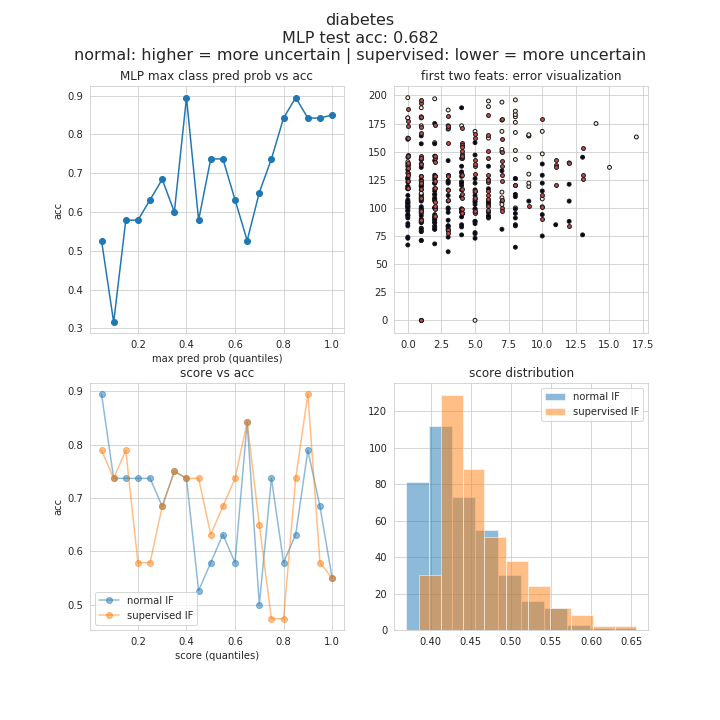 diabetes
MLP test acc: 0.682
normal: higher = more uncertain | supervised: lower = more uncertain
MLP max class pred prob vs acc
0.9
0.8
0.7
0.6
0.5
0.4
0.3
acc
0.2 0.4 0.6 0.8 1.0
max pred prob (quantiles)
first two feats: error visualization
200
175
150
125
100
75
50
25
0
0.0 2.5 5.0 7.5 10.0 12.5 15.0 17.5
score vs acc
0.9
0.8
0.7
0.6
0.5
acc
normal IF
supervised IF
0.2 0.4 0.6 0.8 1.0
score (quantiles)
score distribution
normal IF
supervised IF
120
100
80
60
40
20
0
0.40 0.45 0.50 0.55 0.60 0.65